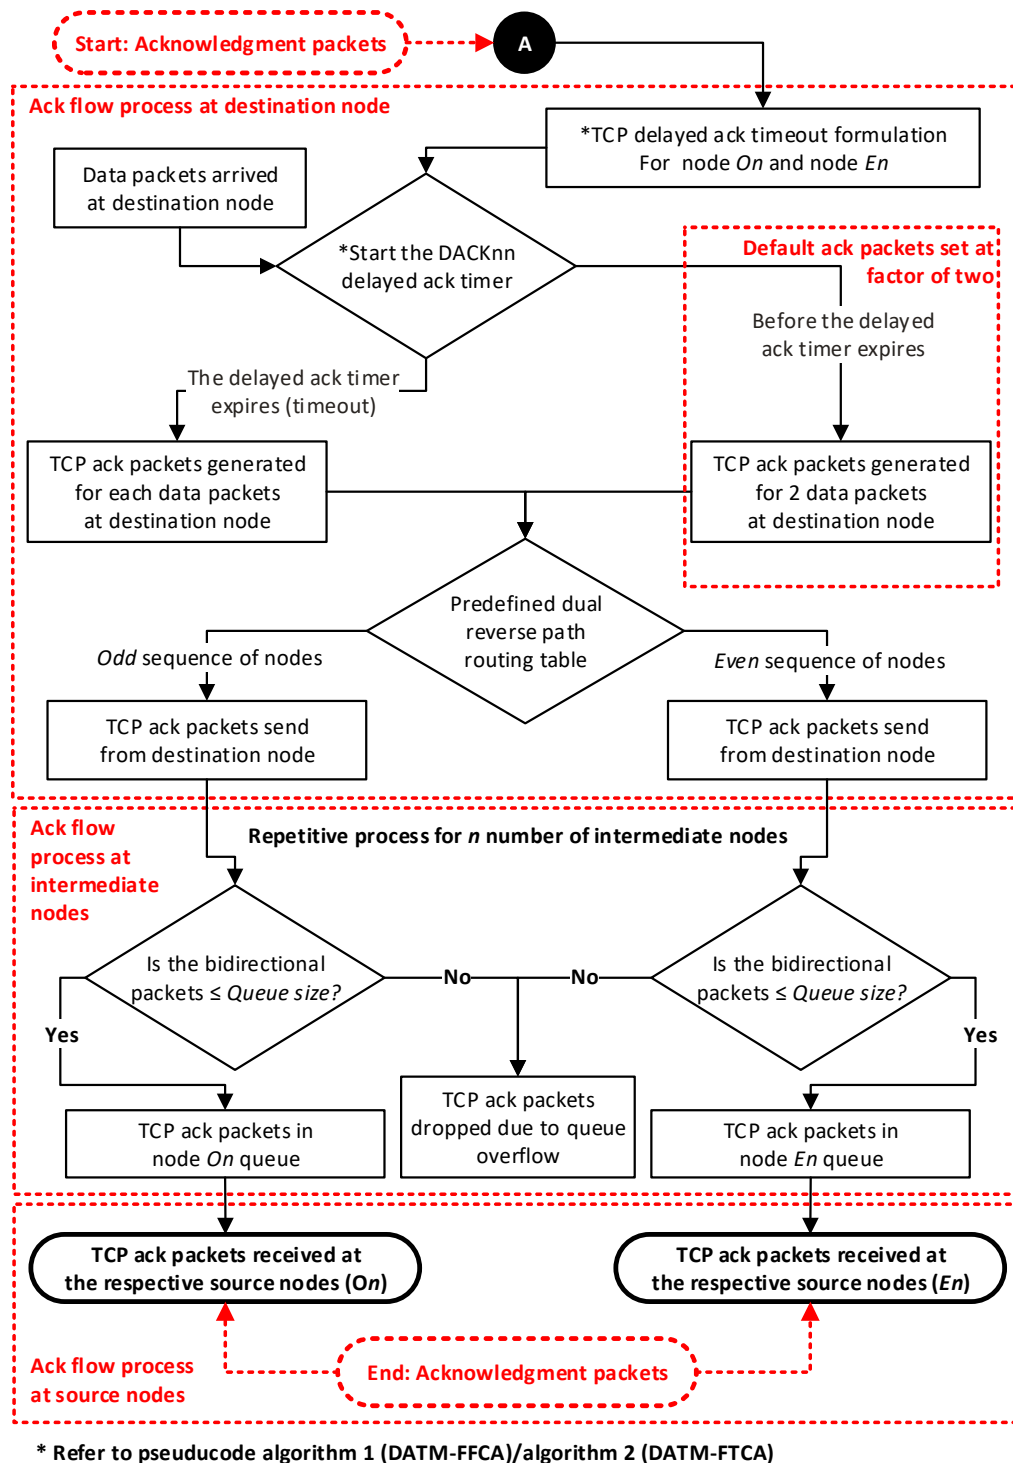 Start: Acknowledgment packets
A
Ack flow process at destination node
*TCP delayed ack timeout formulation
For node On and node En
Data packets arrived
at destination node
*Start the DACKnn
delayed ack timer
Default ack packets set at
factor of two
Before the delayed
ack timer expires
The delayed ack timer
expires (timeout)
TCP ack packets generated
for each data packets
at destination node
TCP ack packets generated
for 2 data packets
at destination node
Predefined dual
reverse path
routing table
Odd sequence of nodes
Even sequence of nodes
TCP ack packets send
from destination node
TCP ack packets send
from destination node
Ack flow
process at
intermediate
nodes
Repetitive process for n number of intermediate nodes
Is the bidirectional
packets ≤ Queue size?
No
No
Is the bidirectional
packets ≤ Queue size?
Yes
Yes
TCP ack packets in
node On queue
TCP ack packets
dropped due to queue
overflow
TCP ack packets in
node En queue
TCP ack packets received at
the respective source nodes (On)
TCP ack packets received at
the respective source nodes (En)
Ack flow process
at source nodes
End: Acknowledgment packets
* Refer to pseuducode algorithm 1 (DATM-FFCA)/algorithm 2 (DATM-FTCA)